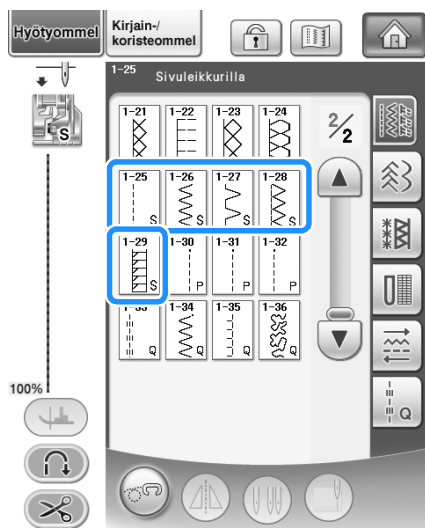 Hyötyommel
Kirjain-/
koristeommel
1-25
Sivuleikkurilla
S
1-21 1-22 1-23 1-24
2/2
1-25 1-26 1-27 1-28
S S S S
1-29 1-30 1-31 1-32
S P P P
1-33 1-34 1-35 1-36
Q Q Q Q
100%
Q